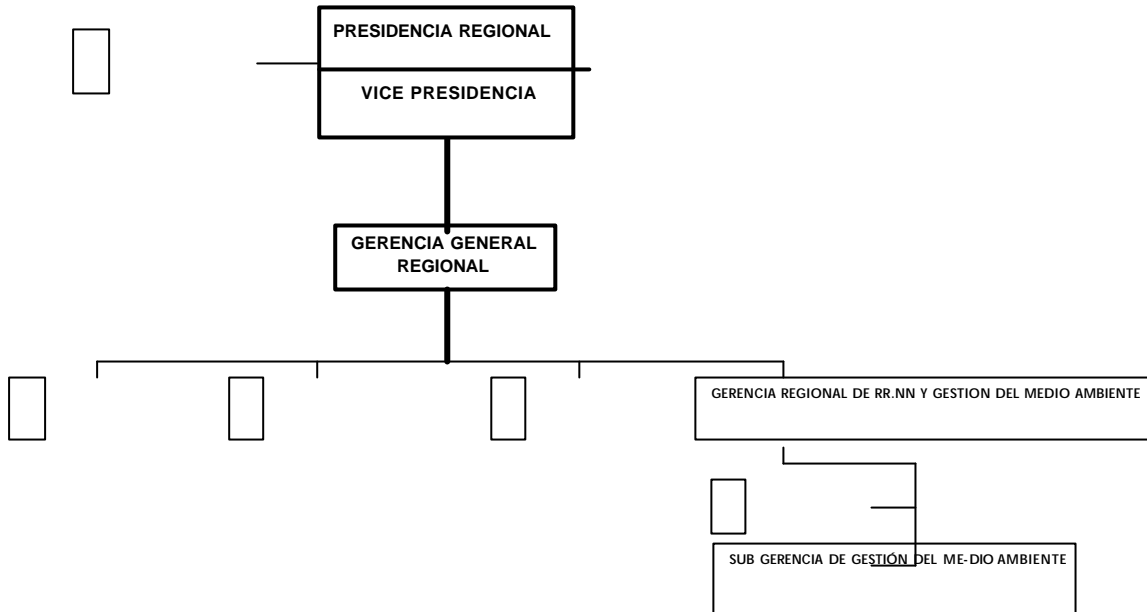 PRESIDENCIA REGIONAL
VICE PRESIDENCIA
GERENCIA GENERAL
REGIONAL
GERENCIA REGIONAL DE RR.NN Y GESTION DEL MEDIO AMBIENTE
SUB GERENCIA DE GESTIÓN DEL ME-DIO AMBIENTE